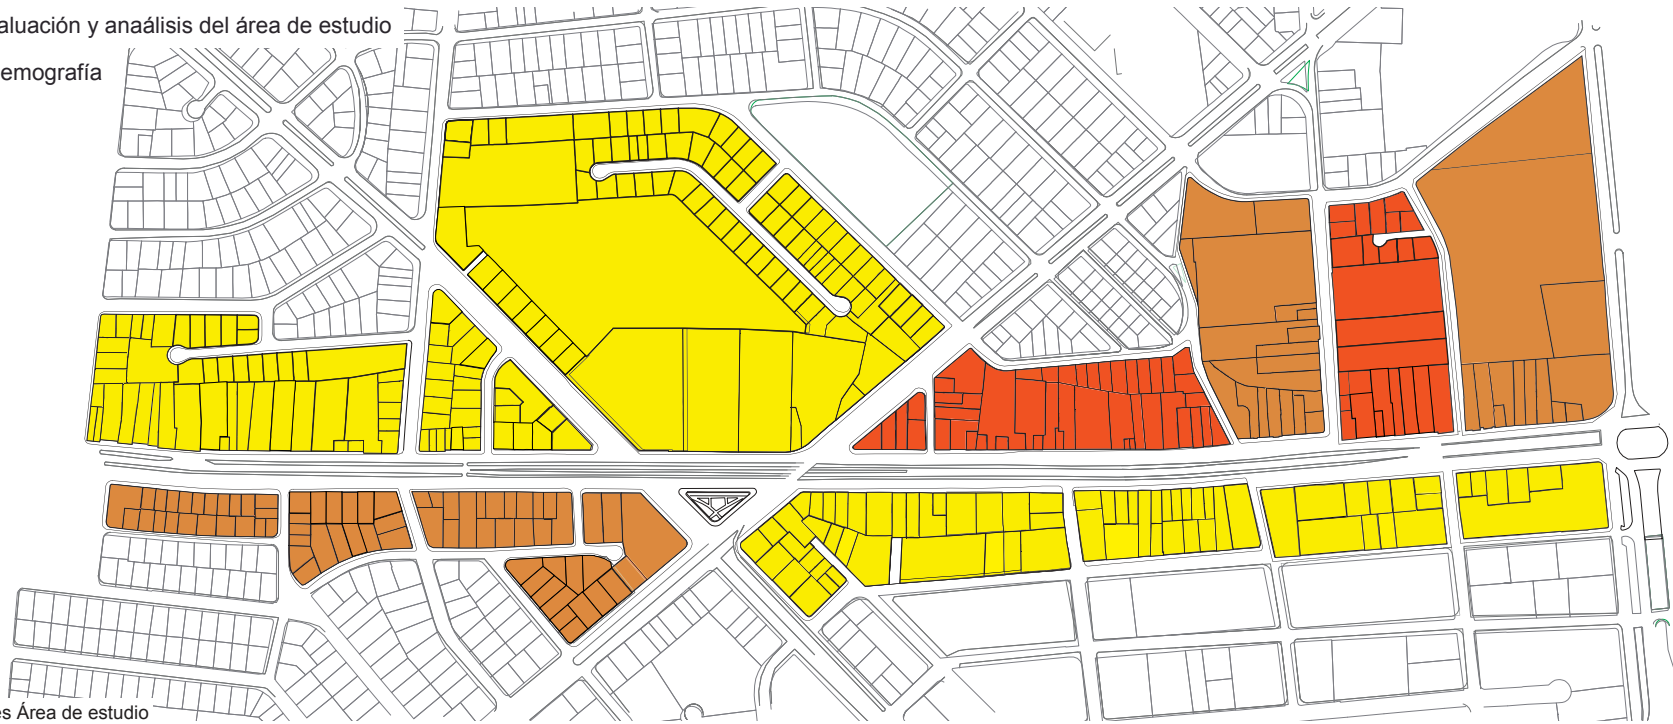 aluación y anaálisis del área de estudio
emografía
es Área de estudio